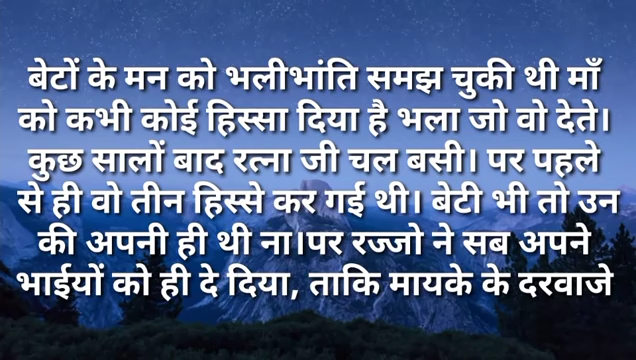 बेटों के मन को भलीभांति समझ चुकी थी माँ
को कभी कोई हिस्सा दिया है भला जो वो देते।
कुछ सालों बाद रत्ना जी चल बसी। पर पहले
से ही वो तीन हिस्से कर गई थी। बेटी भी तो उन
की अपनी ही थी ना।पर रज्जो ने सब अपने
भाईयों को ही दे दिया, ताकि मायके के दरवाजे